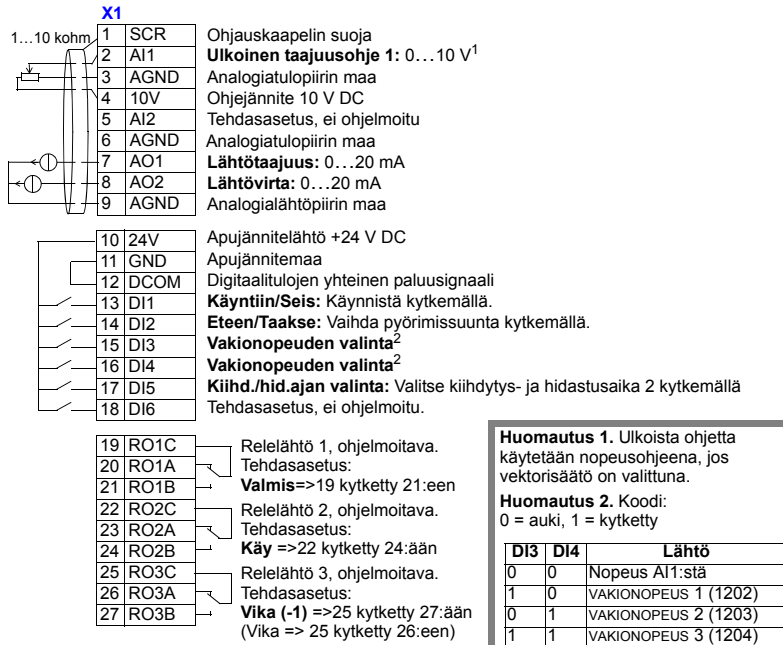 X1
1…10 kohm
1 SCR Ohjauskaapelin suoja
2 AI1 Ulkoinen taajuusohje 1: 0…10 V1
3 AGND Analogiatulopiirin maa
4 10V Ohjejännite 10 V DC
5 AI2 Tehdasasetus, ei ohjelmoitu
6 AGND Analogiatulopiirin maa
7 AO1 Lähtötaajuus: 0…20 mA
8 AO2 Lähtövirta: 0…20 mA
9 AGND Analogialähtöpiirin maa
10 24V Apujännitelähtö +24 V DC
11 GND Apujännitemaa
12 DCOM Digitaalitulojen yhteinen paluusignaali
13 DI1 Käyntiin/Seis: Käynnistä kytkemällä.
14 DI2 Eteen/Taakse: Vaihda pyörimissuunta kytkemällä.
15 DI3 Vakionopeuden valinta2
16 DI4 Vakionopeuden valinta2
17 DI5 Kiihd./hid.ajan valinta: Valitse kiihdytys- ja hidastusaika 2 kytkemällä
18 DI6 Tehdasasetus, ei ohjelmoitu.
19 RO1C Relelähtö 1, ohjelmoitava.
20 RO1A Tehdasasetus:
21 RO1B Valmis=>19 kytketty 21:een
22 RO2C Relelähtö 2, ohjelmoitava.
23 RO2A Tehdasasetus:
24 RO2B Käy =>22 kytketty 24:ään
25 RO3C Relelähtö 3, ohjelmoitava.
26 RO3A Tehdasasetus:
27 RO3B Vika (-1) =>25 kytketty 27:ään
(Vika => 25 kytketty 26:een)
Huomautus 1. Ulkoista ohjetta
käytetään nopeusohjeena, jos
vektorisäätö on valittuna.
Huomautus 2. Koodi:
0 = auki, 1 = kytketty
DI3 DI4 Lähtö
0 0 Nopeus AI1:stä
1 0 VAKIONOPEUS 1 (1202)
0 1 VAKIONOPEUS 2 (1203)
1 1 VAKIONOPEUS 3 (1204)